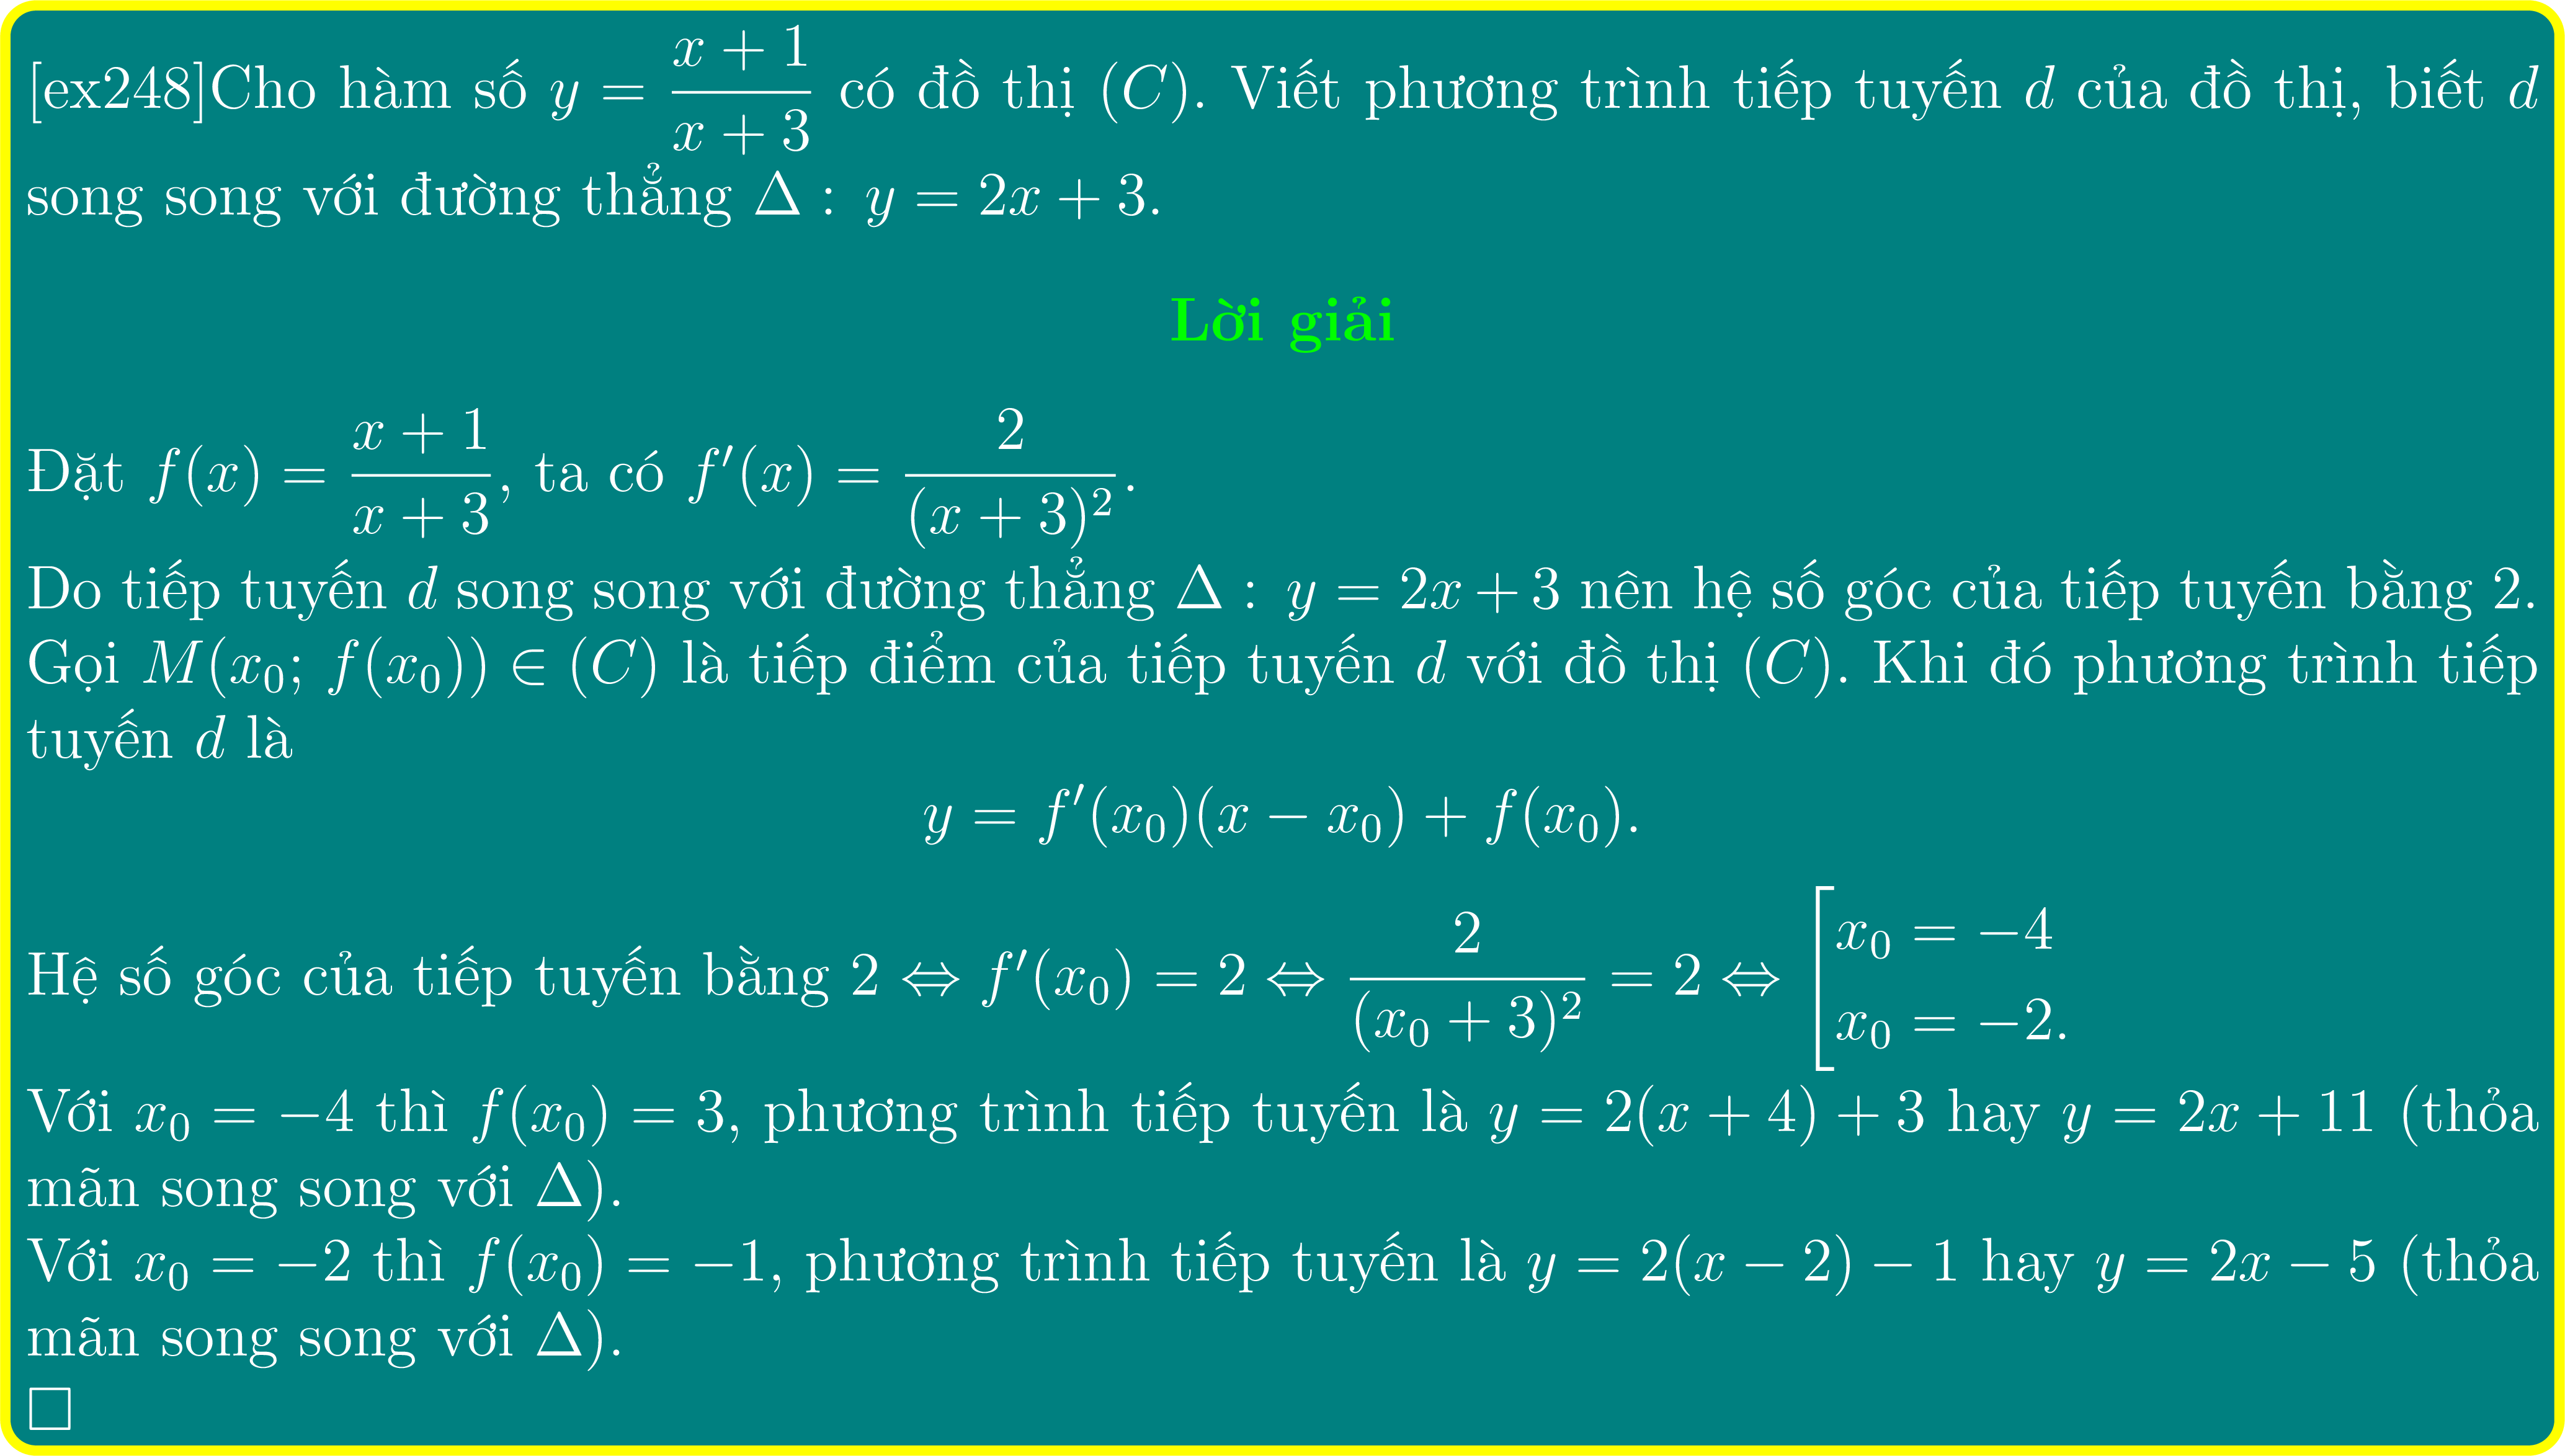 [ex248]Cho hàm số $y = \dfrac{x+1}{x+3}$ có đồ thị $(C)$. Viết phương trình tiếp tuyến $d$ của đồ thị, biết $d$
song song với đường thẳng $\Delta : y = 2x + 3$.
Lời giải
Đặt $f(x) = \dfrac{x+1}{x+3}$, ta có $f'(x) = \dfrac{2}{(x+3)^2}$.
Do tiếp tuyến $d$ song song với đường thẳng $\Delta : y = 2x + 3$ nên hệ số góc của tiếp tuyến bằng 2.
Gọi $M(x_0; f(x_0)) \in (C)$ là tiếp điểm của tiếp tuyến $d$ với đồ thị $(C)$. Khi đó phương trình tiếp
tuyến $d$ là
$y = f'(x_0)(x - x_0) + f(x_0).$
Hệ số góc của tiếp tuyến bằng $2 \Leftrightarrow f'(x_0) = 2 \Leftrightarrow \dfrac{2}{(x_0+3)^2} = 2 \Leftrightarrow \left[\begin{array}{l} x_0 = -4 \\ x_0 = -2. \end{array}\right.$
Với $x_0 = -4$ thì $f(x_0) = 3$, phương trình tiếp tuyến là $y = 2(x + 4) + 3$ hay $y = 2x + 11$ (thỏa
mãn song song với $\Delta$).
Với $x_0 = -2$ thì $f(x_0) = -1$, phương trình tiếp tuyến là $y = 2(x - 2) - 1$ hay $y = 2x - 5$ (thỏa
mãn song song với $\Delta$).
□